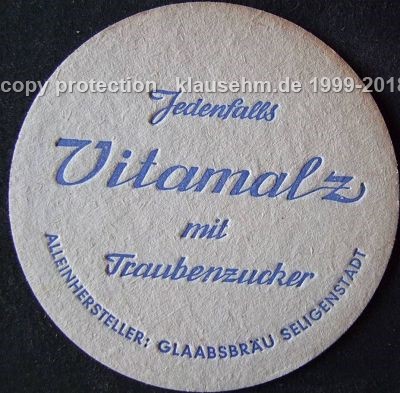 copy protection - klausehm.de 1999-2018
Jedenfalls
Vitamalz
mit
Traubenzucker
ALLEINHERSTELLER: GLAABSBRÄU SELIGENSTADT